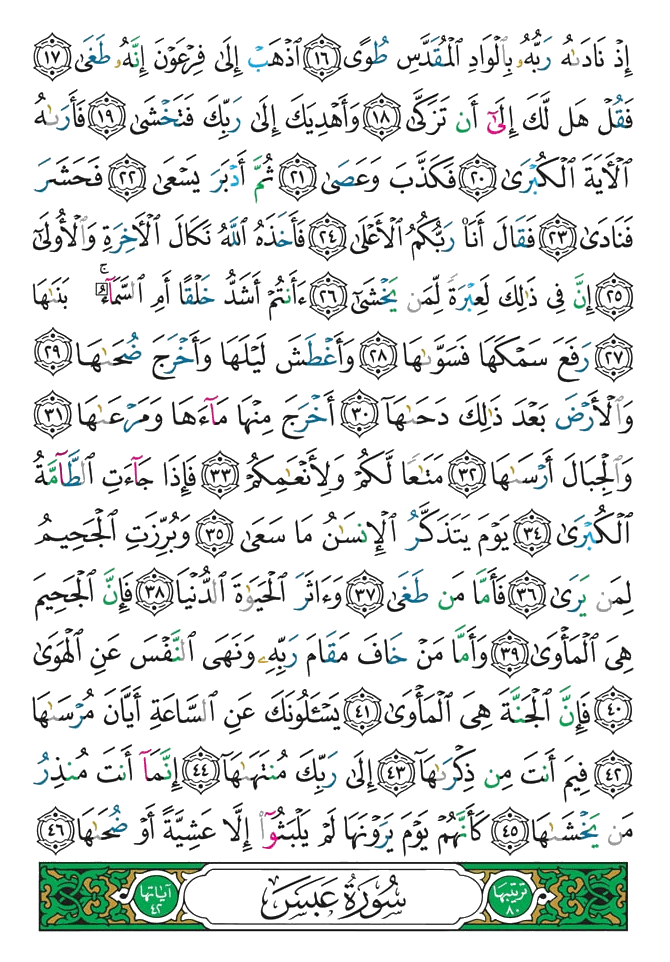 إِذْ نَادَىٰهُ رَبُّهُۥ بِٱلْوَادِ ٱلْمُقَدَّسِ طُوًى ١٦ ٱذْهَبْ إِلَىٰ فِرْعَوْنَ إِنَّهُۥ طَغَىٰ ١٧
فَقُلْ هَل لَّكَ إِلَىٰٓ أَن تَزَكَّىٰ ١٨ وَأَهْدِيَكَ إِلَىٰ رَبِّكَ فَتَخْشَىٰ ١٩ فَأَرَىٰهُ
ٱلْـَٔايَةَ ٱلْكُبْرَىٰ ٢٠ فَكَذَّبَ وَعَصَىٰ ٢١ ثُمَّ أَدْبَرَ يَسْعَىٰ ٢٢ فَحَشَرَ
فَنَادَىٰ ٢٣ فَقَالَ أَنَا۠ رَبُّكُمُ ٱلْأَعْلَىٰ ٢٤ فَأَخَذَهُ ٱللَّهُ نَكَالَ ٱلْـَٔاخِرَةِ وَٱلْأُولَىٰٓ
٢٥ إِنَّ فِى ذَٰلِكَ لَعِبْرَةً لِّمَن يَخْشَىٰٓ ٢٦ ءَأَنتُمْ أَشَدُّ خَلْقًا أَمِ ٱلسَّمَآءُ ۚ بَنَىٰهَا
٢٧ رَفَعَ سَمْكَهَا فَسَوَّىٰهَا ٢٨ وَأَغْطَشَ لَيْلَهَا وَأَخْرَجَ ضُحَىٰهَا ٢٩
وَٱلْأَرْضَ بَعْدَ ذَٰلِكَ دَحَىٰهَآ ٣٠ أَخْرَجَ مِنْهَا مَآءَهَا وَمَرْعَىٰهَا ٣١
وَٱلْجِبَالَ أَرْسَىٰهَا ٣٢ مَتَٰعًا لَّكُمْ وَلِأَنْعَٰمِكُمْ ٣٣ فَإِذَا جَآءَتِ ٱلطَّآمَّةُ
ٱلْكُبْرَىٰ ٣٤ يَوْمَ يَتَذَكَّرُ ٱلْإِنسَٰنُ مَا سَعَىٰ ٣٥ وَبُرِّزَتِ ٱلْجَحِيمُ
لِمَن يَرَىٰ ٣٦ فَأَمَّا مَن طَغَىٰ ٣٧ وَءَاثَرَ ٱلْحَيَوٰةَ ٱلدُّنْيَا ٣٨ فَإِنَّ ٱلْجَحِيمَ
هِىَ ٱلْمَأْوَىٰ ٣٩ وَأَمَّا مَنْ خَافَ مَقَامَ رَبِّهِۦ وَنَهَى ٱلنَّفْسَ عَنِ ٱلْهَوَىٰ
٤٠ فَإِنَّ ٱلْجَنَّةَ هِىَ ٱلْمَأْوَىٰ ٤١ يَسْـَٔلُونَكَ عَنِ ٱلسَّاعَةِ أَيَّانَ مُرْسَىٰهَا
٤٢ فِيمَ أَنتَ مِن ذِكْرَىٰهَآ ٤٣ إِلَىٰ رَبِّكَ مُنتَهَىٰهَآ ٤٤ إِنَّمَآ أَنتَ مُنذِرُ
مَن يَخْشَىٰهَا ٤٥ كَأَنَّهُمْ يَوْمَ يَرَوْنَهَا لَمْ يَلْبَثُوٓا۟ إِلَّا عَشِيَّةً أَوْ ضُحَىٰهَا ٤٦
ترتيبها ٨٠ سُورَةُ عَبَسَ آياتها ٤٢